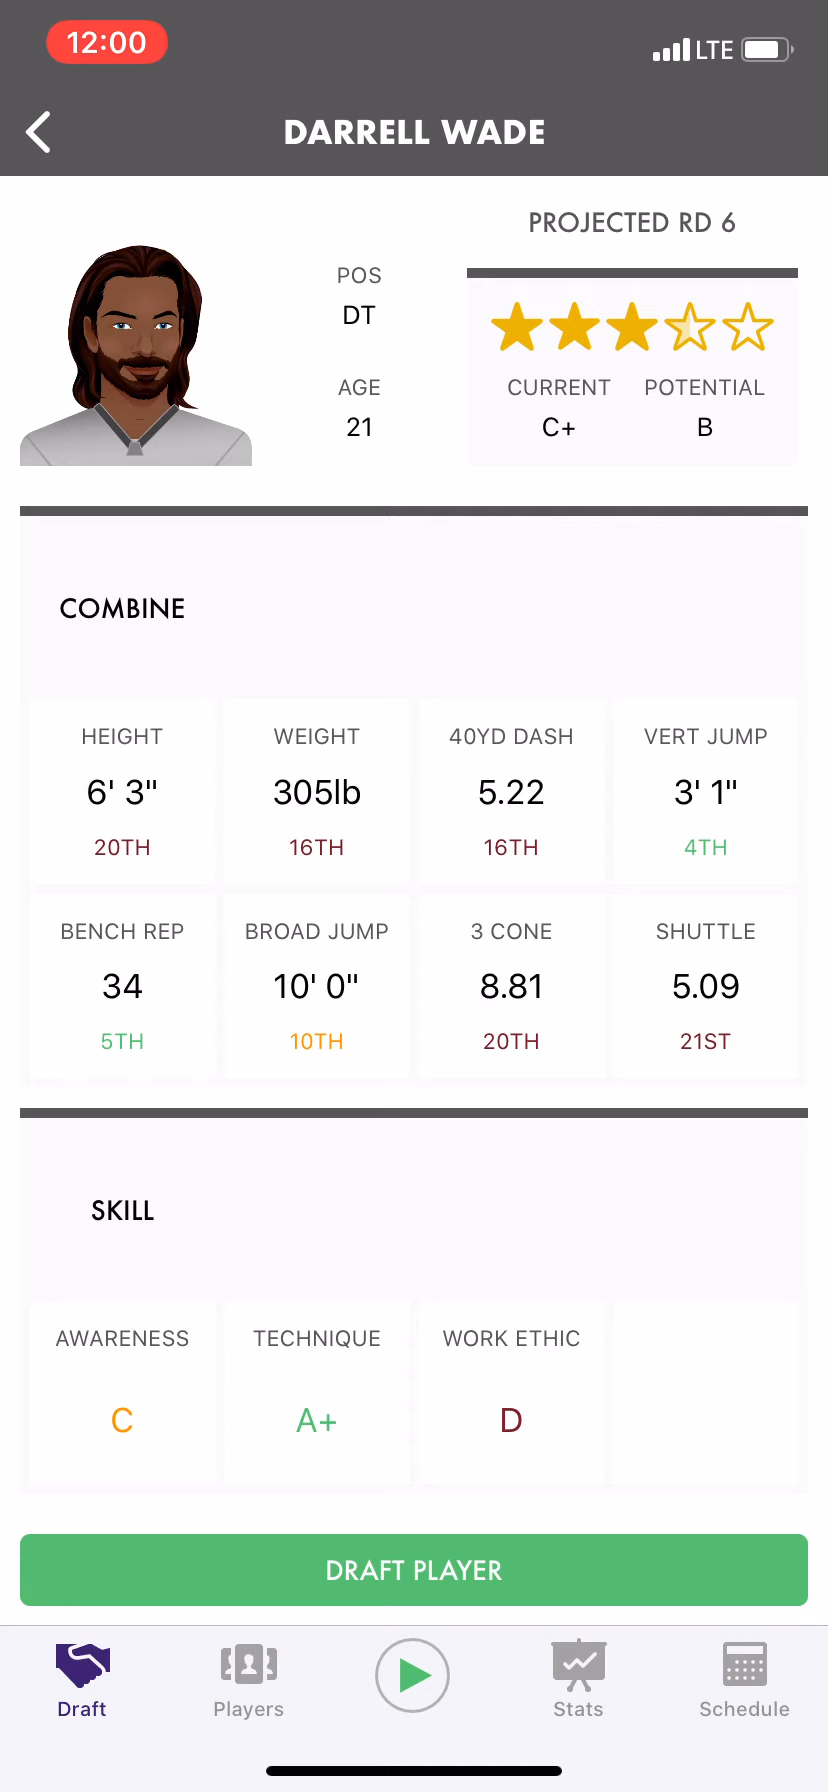 12:00
LTE
DARRELL WADE
PROJECTED RD 6
POS
DT
AGE
21
CURRENT POTENTIAL
C+ B
COMBINE
HEIGHT WEIGHT 40YD DASH VERT JUMP
6' 3" 305lb 5.22 3' 1"
20TH 16TH 16TH 4TH
BENCH REP BROAD JUMP 3 CONE SHUTTLE
34 10' 0" 8.81 5.09
5TH 10TH 20TH 21ST
SKILL
AWARENESS TECHNIQUE WORK ETHIC
C A+ D
DRAFT PLAYER
Draft Players Stats Schedule